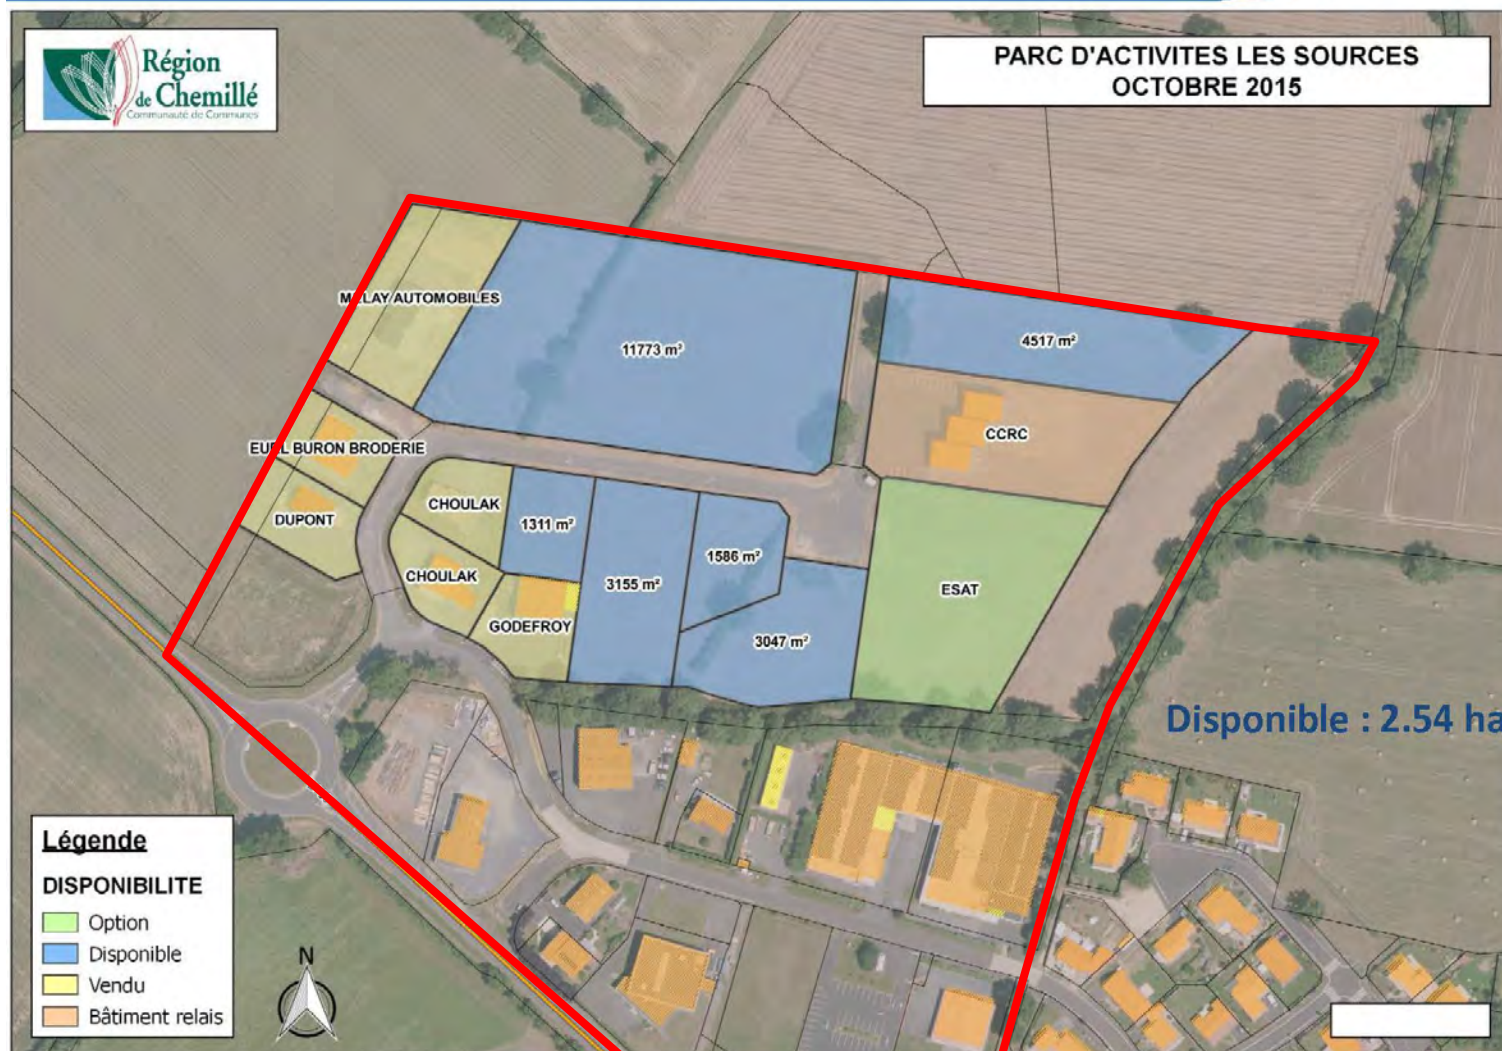 Région
de Chemillé
Communauté de Communes
PARC D'ACTIVITES LES SOURCES
OCTOBRE 2015
MELAY AUTOMOBILES
11773 m²
4517 m²
CCRC
EURL BURON BRODERIE
CHOULAK
DUPONT
1311 m²
1586 m²
3155 m²
CHOULAK
ESAT
GODEFROY
3047 m²
Disponible : 2.54 ha
Légende
DISPONIBILITE
Option
Disponible
Vendu
Bâtiment relais
N